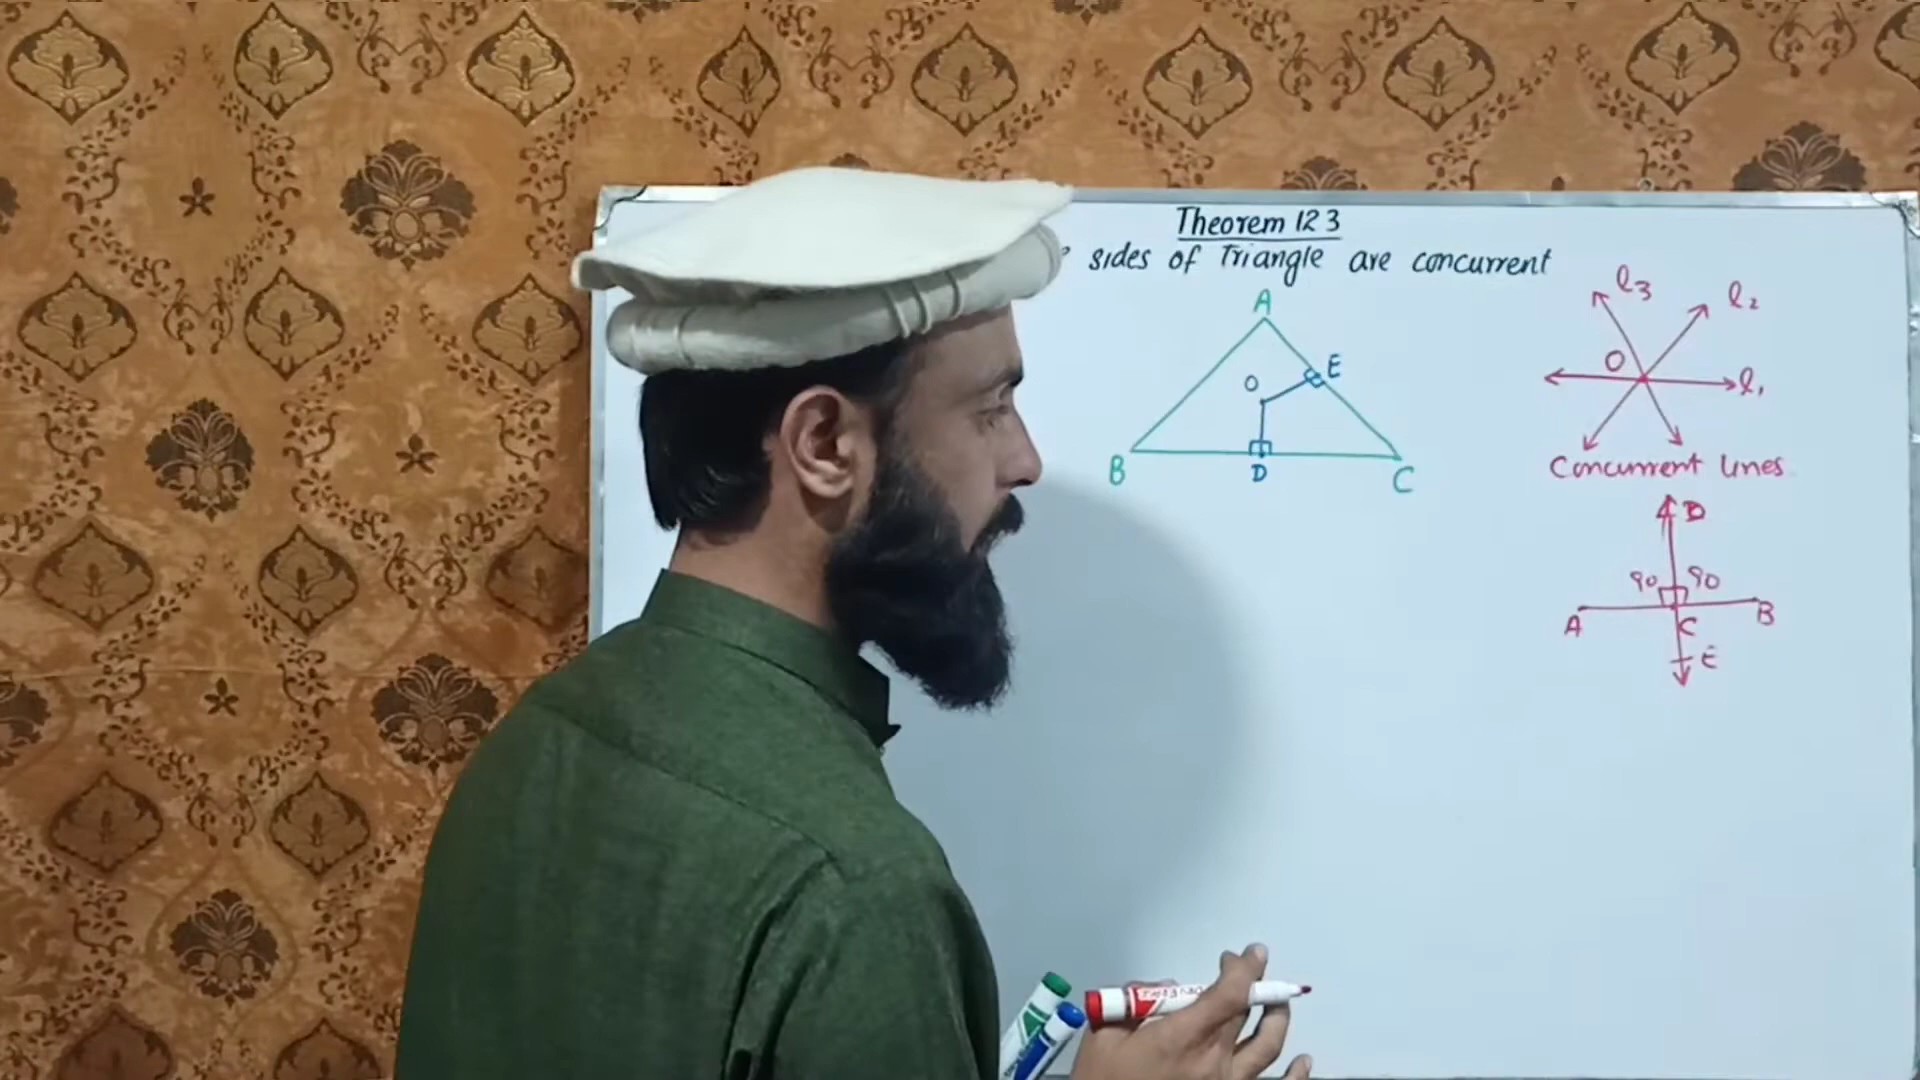 Theorem 12 3
sides of Triangle are concurrent
A
E
O
B
D
C
l3
l2
O
l1
Concurrent lines
D
90 90
A
C
B
E